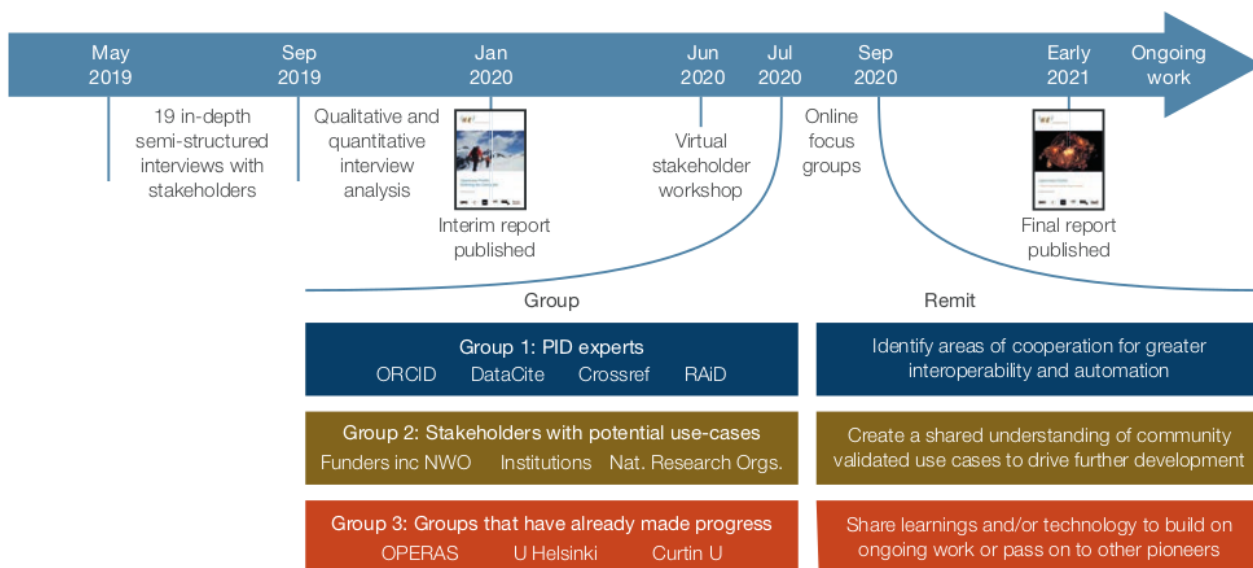 May
2019
Sep
2019
Jan
2020
Jun
2020
Jul
2020
Sep
2020
Early
2021
Ongoing
work
19 in-depth
semi-structured
interviews with
stakeholders
Qualitative and
quantitative
interview
analysis
Interim report
published
Virtual
stakeholder
workshop
Online
focus
groups
Final report
published
Group
Remit
Group 1: PID experts
ORCID DataCite Crossref RAiD
Identify areas of cooperation for greater
interoperability and automation
Group 2: Stakeholders with potential use-cases
Funders inc NWO Institutions Nat. Research Orgs.
Create a shared understanding of community
validated use cases to drive further development
Group 3: Groups that have already made progress
OPERAS U Helsinki Curtin U
Share learnings and/or technology to build on
ongoing work or pass on to other pioneers